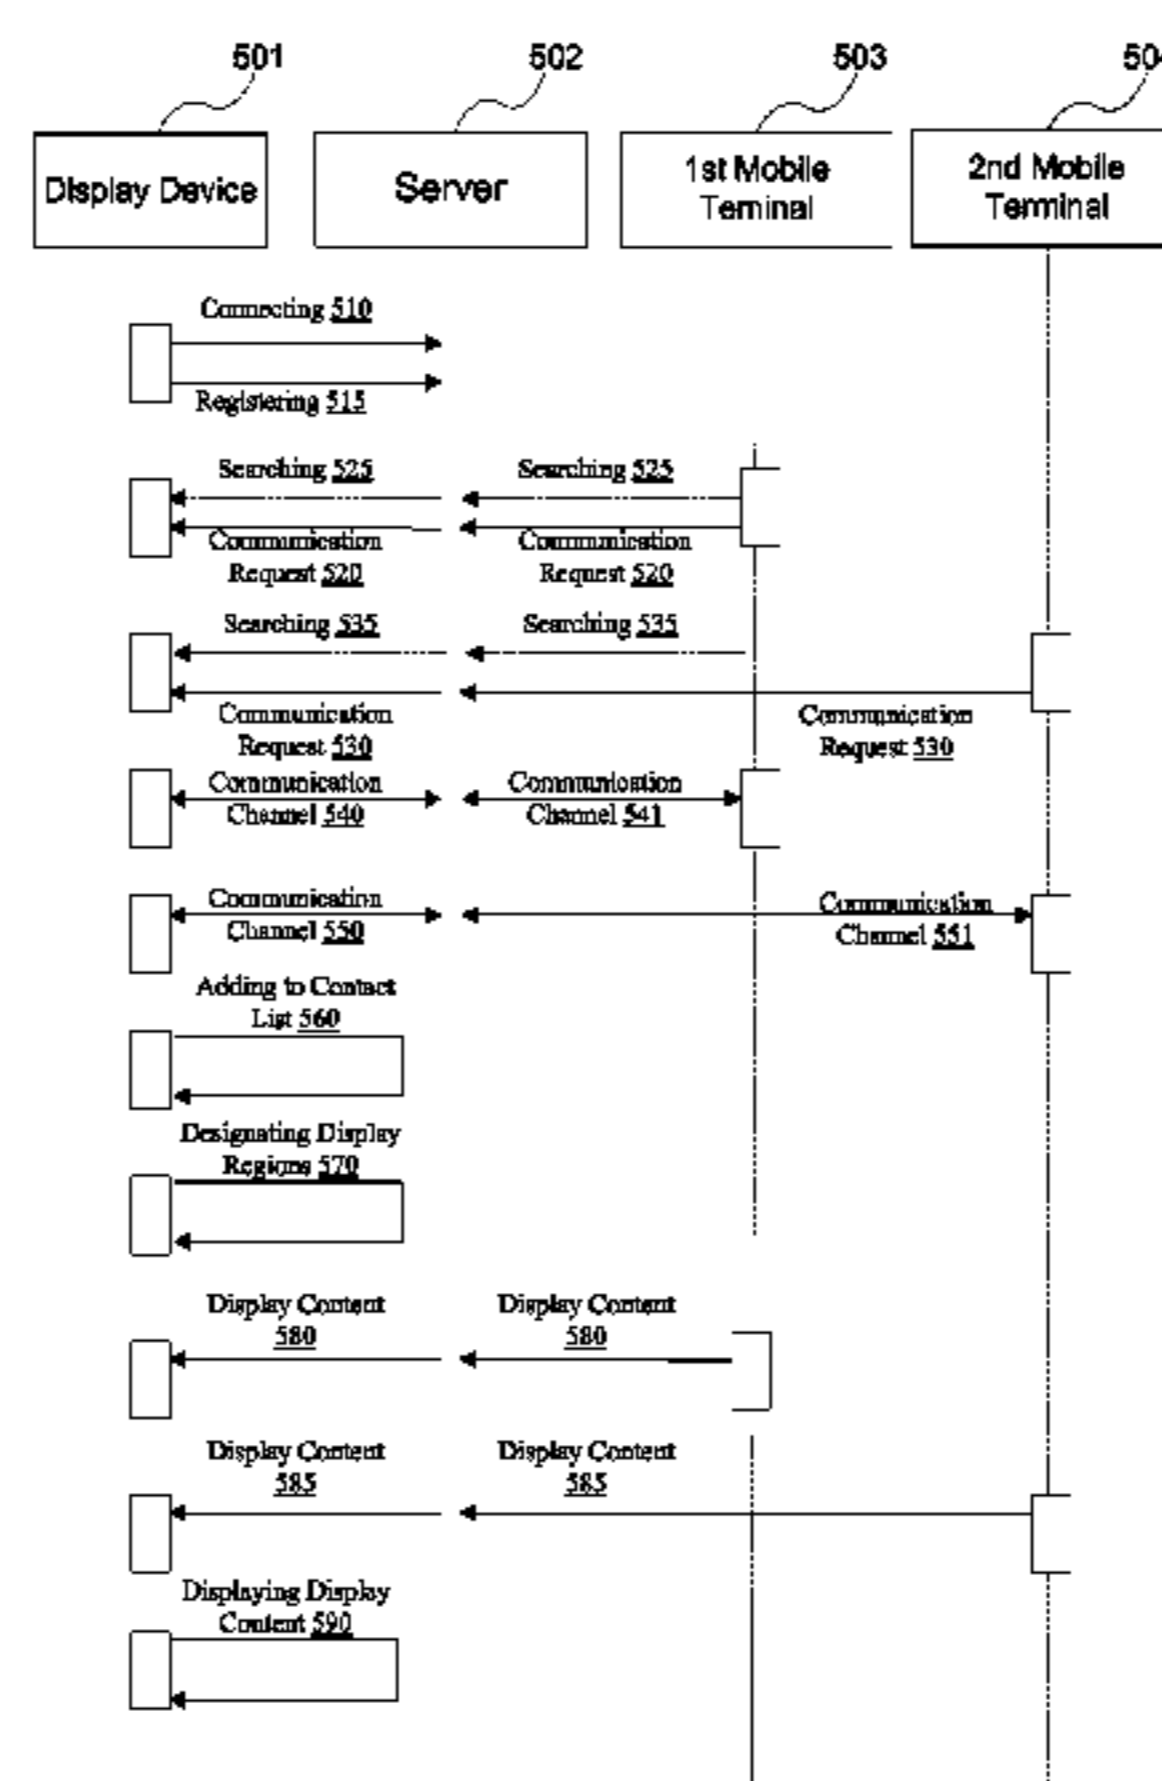 501
502
503
504
Display Device
Server
1st Mobile
Teminal
2nd Mobile
Terminal
Connecting 510
Registering 515
Searching 525
Searching 525
Communication
Request 520
Communication
Request 520
Searching 535
Searching 535
Communication
Request 530
Communication
Request 530
Communication
Channel 540
Communication
Channel 541
Communication
Channel 550
Communication
Channel 551
Adding to Contact
List 560
Designating Display
Regions 570
Display Content
580
Display Content
580
Display Content
585
Display Content
585
Displaying Display
Content 590